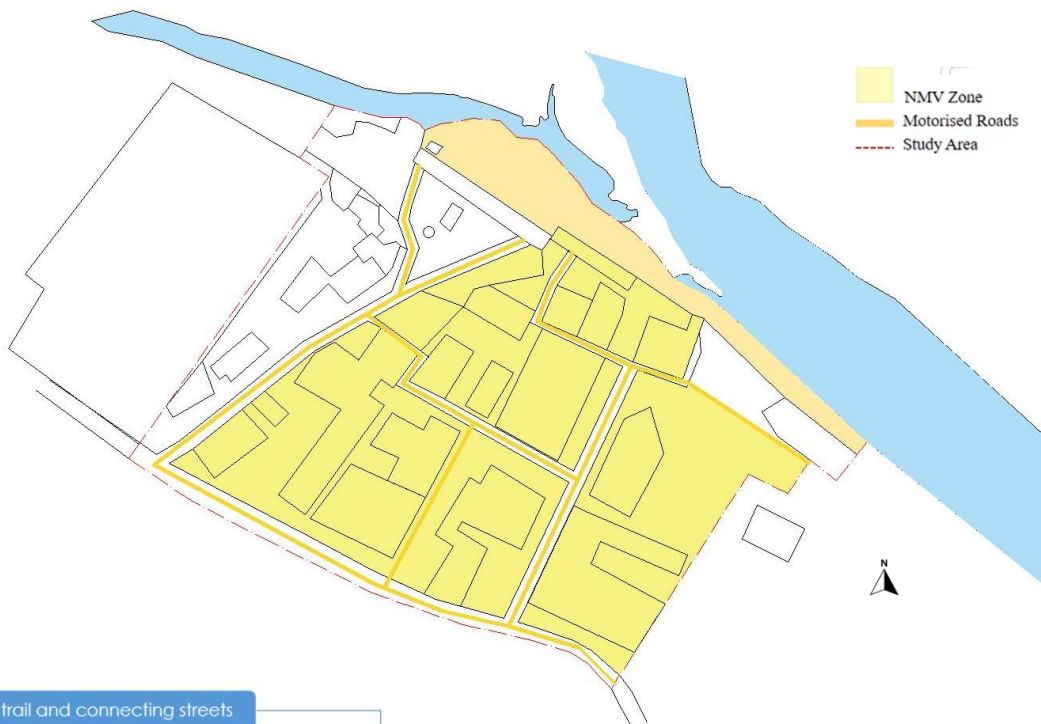 NMV Zone
Motorised Roads
Study Area
N
trail and connecting streets